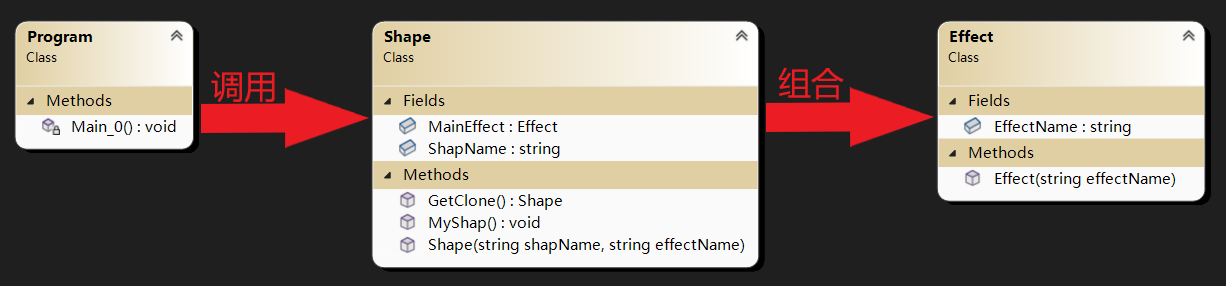 Program
Class
Methods
Main_0() : void
调用
Shape
Class
Fields
MainEffect : Effect
ShapName : string
Methods
GetClone() : Shape
MyShap() : void
Shape(string shapName, string effectName)
组合
Effect
Class
Fields
EffectName : string
Methods
Effect(string effectName)